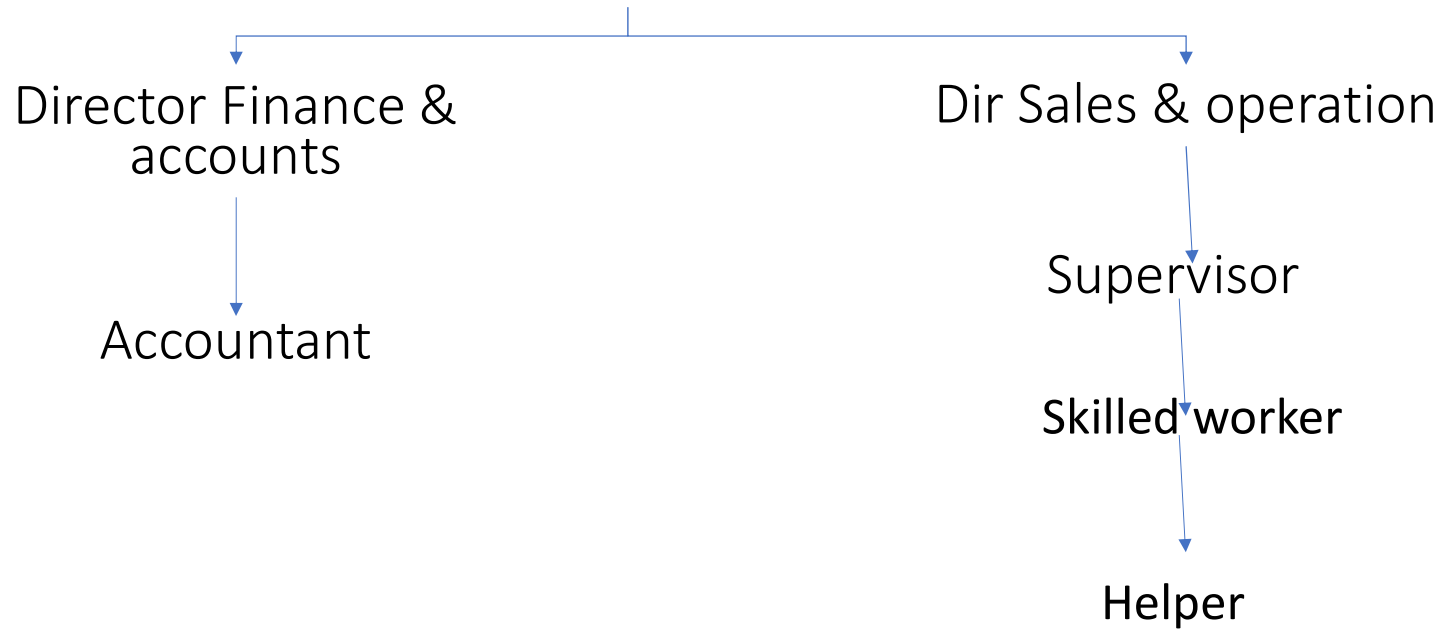 Director Finance &
accounts
Accountant
Dir Sales & operation
Supervisor
Skilled worker
Helper